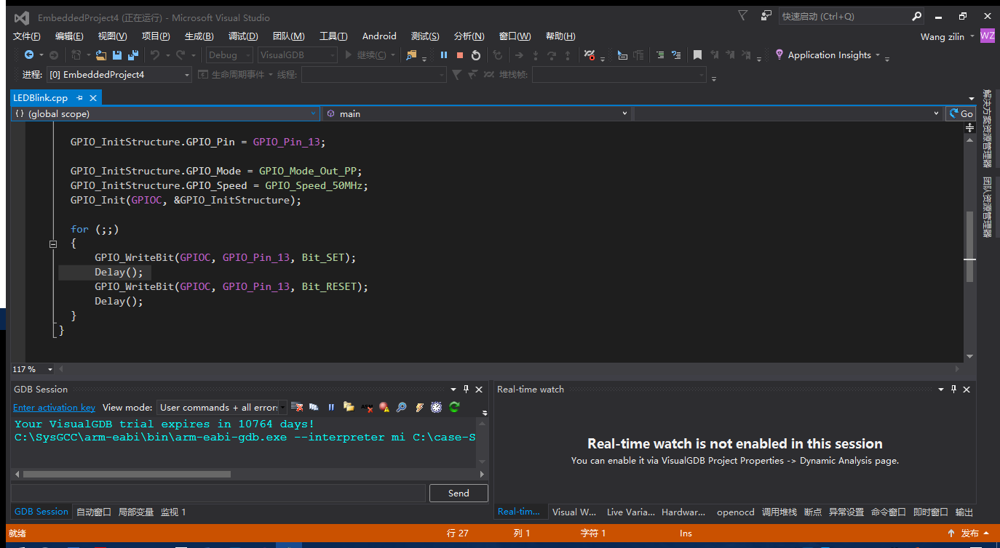 EmbeddedProject4 (正在运行) - Microsoft Visual Studio
快速启动 (Ctrl+Q)
文件(F) 编辑(E) 视图(V) 项目(P) 生成(B) 调试(D) 团队(M) 工具(T) Android 测试(S) 分析(N) 窗口(W) 帮助(H)
Wang zilin WZ
Debug VisualGDB 继续(C) Application Insights
进程: [0] EmbeddedProject4 生命周期事件 线程: 堆栈帧:
LEDBlink.cpp
(global scope) main Go
GPIO_InitStructure.GPIO_Pin = GPIO_Pin_13;
GPIO_InitStructure.GPIO_Mode = GPIO_Mode_Out_PP;
GPIO_InitStructure.GPIO_Speed = GPIO_Speed_50MHz;
GPIO_Init(GPIOC, &GPIO_InitStructure);
for (;;)
{
GPIO_WriteBit(GPIOC, GPIO_Pin_13, Bit_SET);
Delay();
GPIO_WriteBit(GPIOC, GPIO_Pin_13, Bit_RESET);
Delay();
}
}
解决方案资源管理器
团队资源管理器
117 %
GDB Session
Enter activation key View mode: User commands + all errors
Your VisualGDB trial expires in 10764 days!
C:\SysGCC\arm-eabi\bin\arm-eabi-gdb.exe --interpreter mi C:\case-S
Send
GDB Session 自动窗口 局部变量 监视 1
Real-time watch
Real-time watch is not enabled in this session
You can enable it via VisualGDB Project Properties -> Dynamic Analysis page.
Real-tim... Visual W... Live Varia... Hardwar... openocd 调用堆栈 断点 异常设置 命令窗口 即时窗口 输出
就绪 行 27 列 1 字符 1 Ins 发布